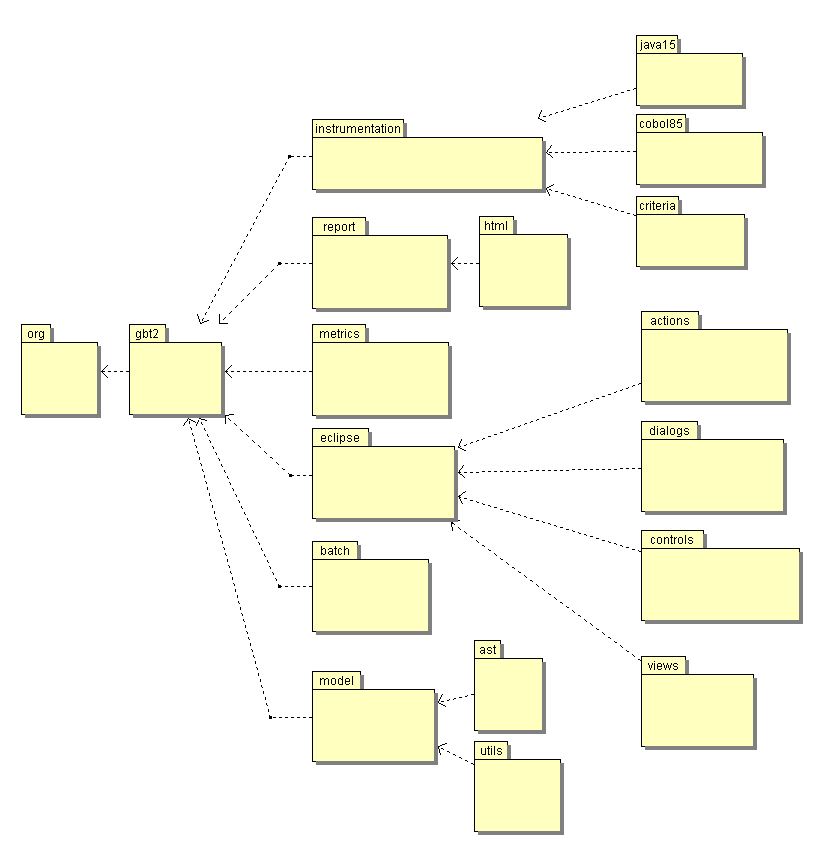 java15
cobol85
instrumentation
criteria
report
html
actions
org
gbt2
metrics
dialogs
eclipse
controls
batch
ast
views
model
utils